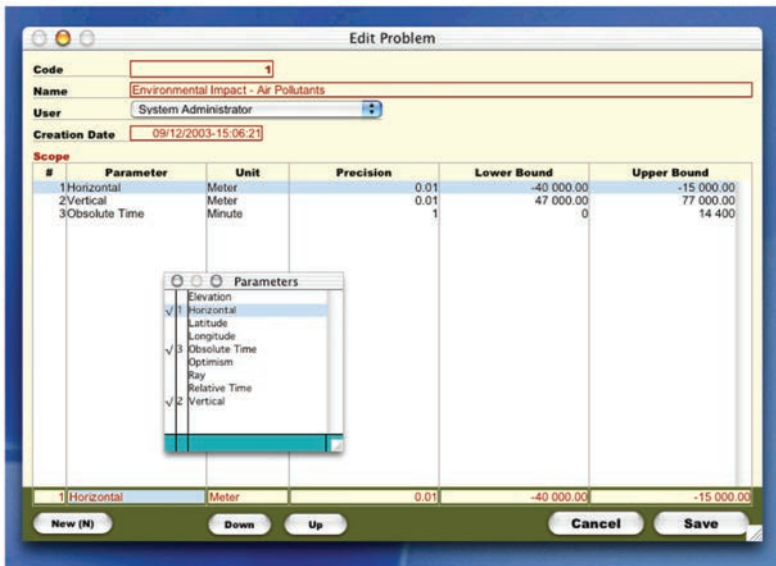 Edit Problem
Code 1
Name Environmental Impact - Air Pollutants
User System Administrator
Creation Date 09/12/2003-15:06:21
Scope
# Parameter Unit Precision Lower Bound Upper Bound
1 Horizontal Meter 0.01 -40 000.00 -15 000.00
2 Vertical Meter 0.01 47 000.00 77 000.00
3 Absolute Time Minute 1 0 14 400
Parameters
Elevation
√ 1 Horizontal
Latitude
Longitude
√ 3 Absolute Time
Optimism
Ray
Relative Time
√ 2 Vertical
1 Horizontal Meter 0.01 -40 000.00 -15 000.00
New (N) Down Up Cancel Save